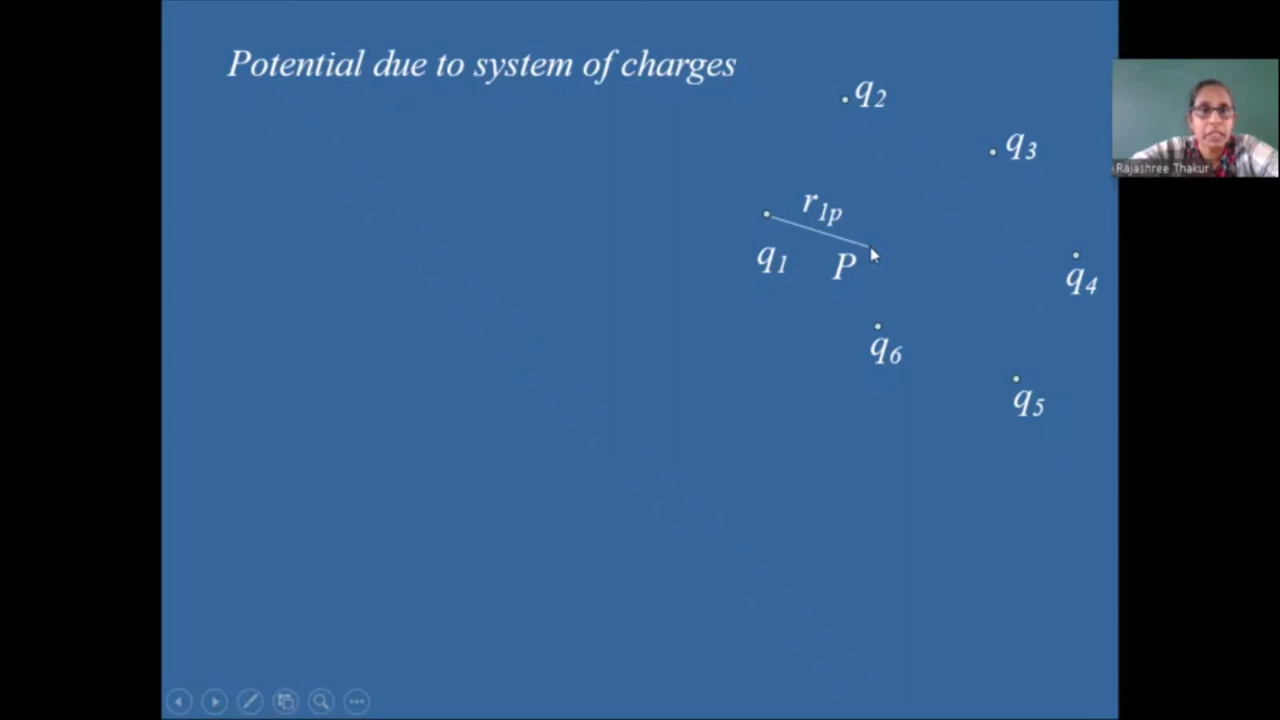 Potential due to system of charges
q2
q3
r1p
q1
P
q4
q6
q5
Rajashree Thakur